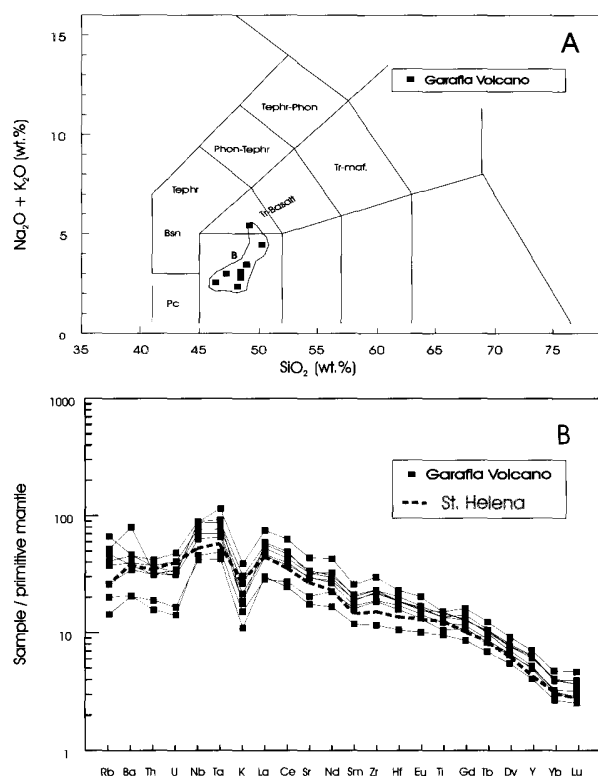 A
Garafía Volcano
Na₂O + K₂O (wt.%)
15
10
5
0
Tephr-Phon
Phon-Tephr
Tephr
Tr-maf.
Tr-Basalt
Bsn
B
Pc
35 40 45 50 55 60 65 70 75
SiO₂ (wt.%)
B
Garafía Volcano
St. Helena
Sample / primitive mantle
1000
100
10
1
Rb Ba Th U Nb Ta K La Ce Sr Nd Sm Zr Hf Eu Ti Gd Tb Dv Y Yb Lu